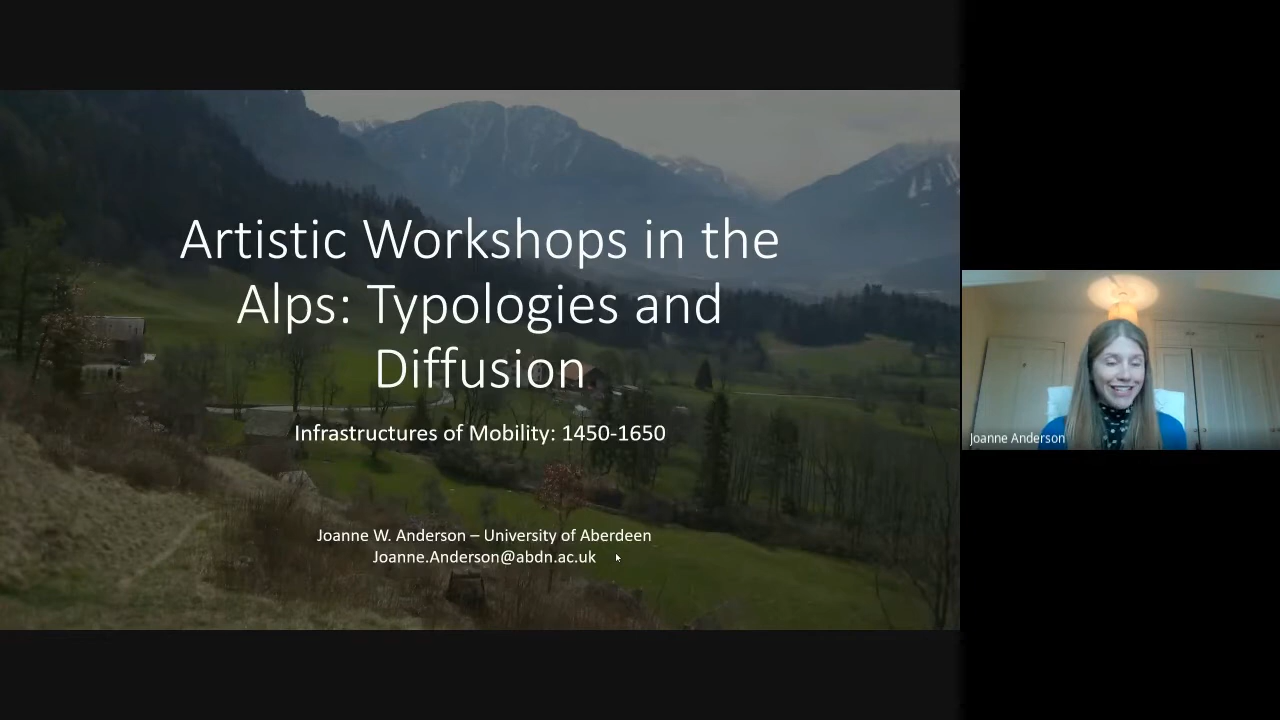 Artistic Workshops in the
Alps: Typologies and
Diffusion
Infrastructures of Mobility: 1450-1650
Joanne W. Anderson – University of Aberdeen
Joanne.Anderson@abdn.ac.uk
Joanne Anderson